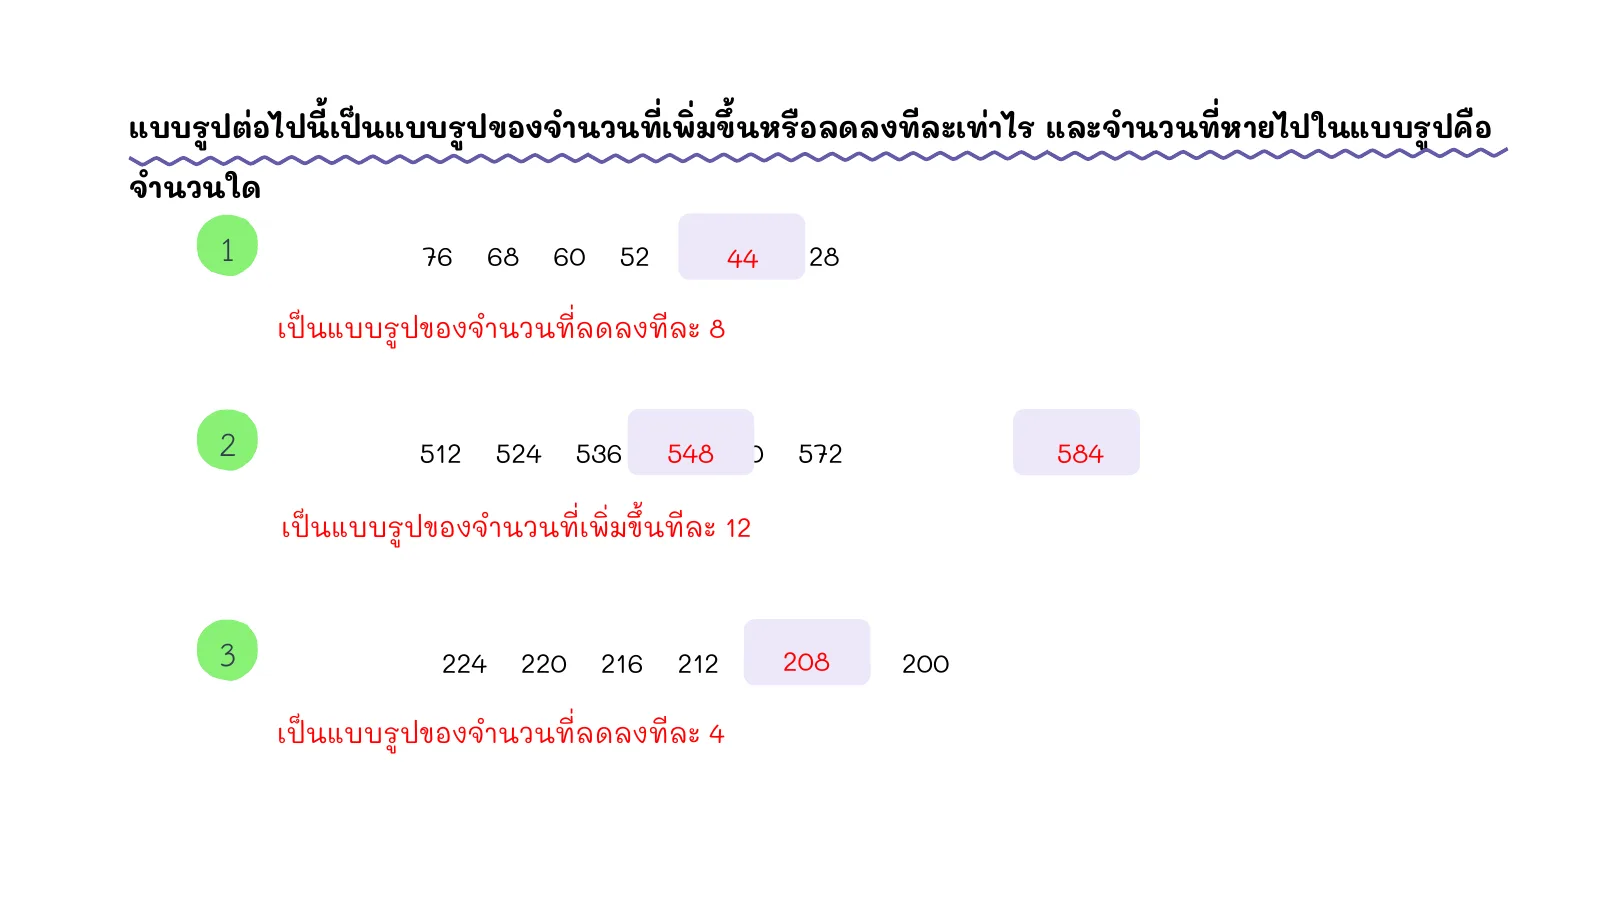 แบบรูปต่อไปนี้เป็นแบบรูปของจำนวนที่เพิ่มขึ้นหรือลดลงทีละเท่าไร และจำนวนที่หายไปในแบบรูปคือ
จำนวนใด
1 76 68 60 52 44 28
เป็นแบบรูปของจำนวนที่ลดลงทีละ 8
2 512 524 536 548 572 584
เป็นแบบรูปของจำนวนที่เพิ่มขึ้นทีละ 12
3 224 220 216 212 208 200
เป็นแบบรูปของจำนวนที่ลดลงทีละ 4